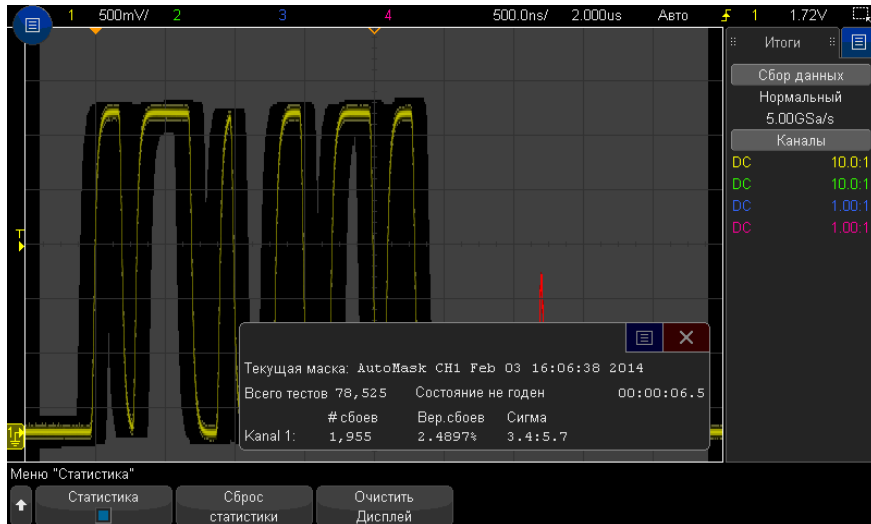 1 500mV/ 2 3 4 500.0ns/ 2.000us Авто 1 1.72V
Итоги
Сбор данных
Нормальный
5.00GSa/s
Каналы
DC 10.0:1
DC 10.0:1
DC 1.00:1
DC 1.00:1
T
1
Текущая маска: AutoMask CH1 Feb 03 16:06:38 2014
Всего тестов 78,525 Состояние не годен 00:00:06.5
# сбоев Вер.сбоев Сигма
Kanal 1: 1,955 2.4897% 3.4:5.7
Меню "Статистика"
Статистика
Сброс
статистики
Очистить
Дисплей